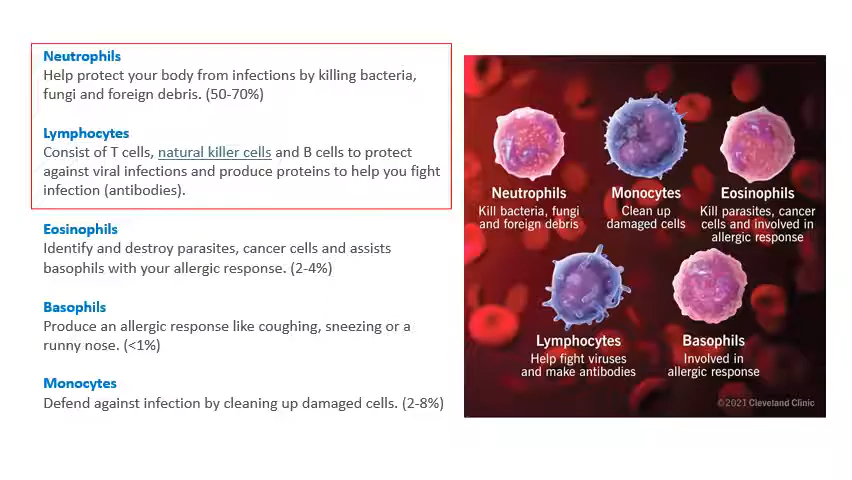 Neutrophils
Help protect your body from infections by killing bacteria,
fungi and foreign debris. (50-70%)
Lymphocytes
Consist of T cells, natural killer cells and B cells to protect
against viral infections and produce proteins to help you fight
infection (antibodies).
Eosinophils
Identify and destroy parasites, cancer cells and assists
basophils with your allergic response. (2-4%)
Basophils
Produce an allergic response like coughing, sneezing or a
runny nose. (<1%)
Monocytes
Defend against infection by cleaning up damaged cells. (2-8%)
Neutrophils
Kill bacteria, fungi
and foreign debris
Monocytes
Clean up
damaged cells
Eosinophils
Kill parasites, cancer
cells and involved in
allergic response
Lymphocytes
Help fight viruses
and make antibodies
Basophils
Involved in
allergic response
©2021 Cleveland Clinic